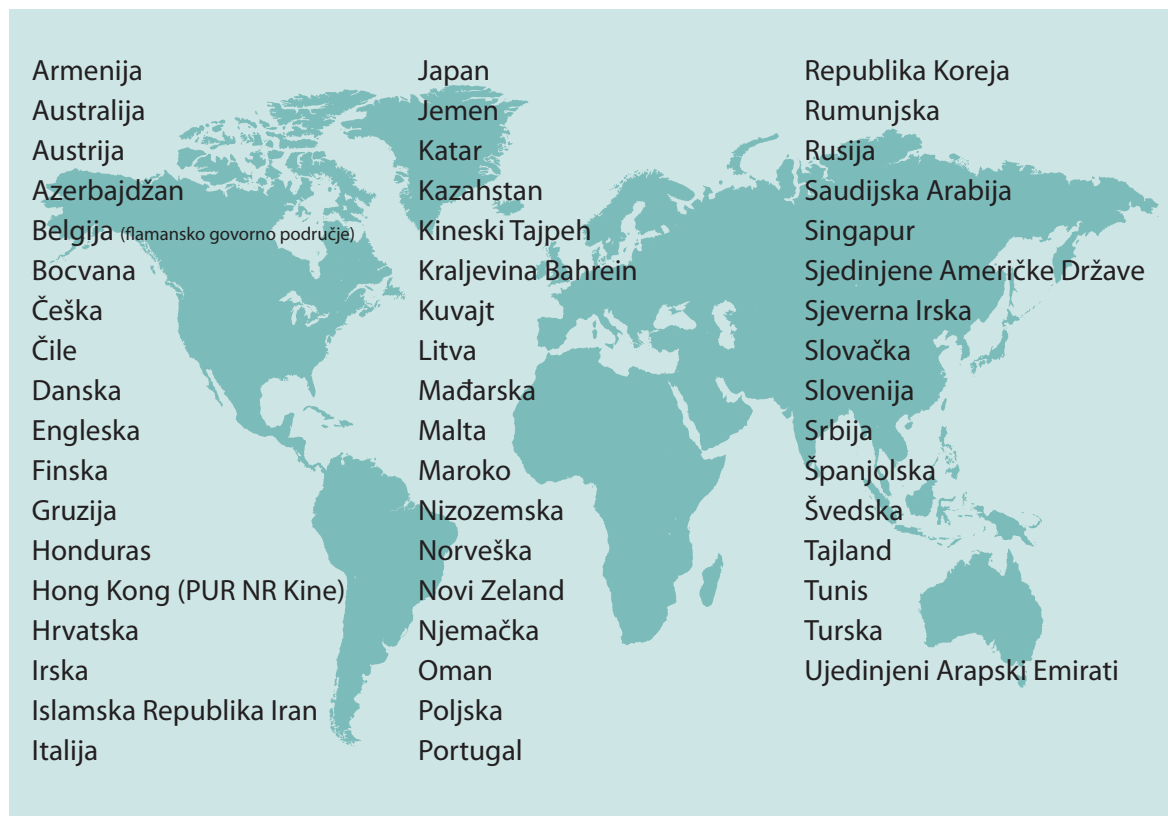 Armenija
Australija
Austrija
Azerbajdžan
Belgija (flamansko govorno područje)
Bocvana
Češka
Čile
Danska
Engleska
Finska
Gruzija
Honduras
Hong Kong (PUR NR Kine)
Hrvatska
Irska
Islamska Republika Iran
Italija
Japan
Jemen
Katar
Kazahstan
Kineski Tajpeh
Kraljevina Bahrein
Kuvajt
Litva
Mađarska
Malta
Maroko
Nizozemska
Norveška
Novi Zeland
Njemačka
Oman
Poljska
Portugal
Republika Koreja
Rumunjska
Rusija
Saudijska Arabija
Singapur
Sjedinjene Američke Države
Sjeverna Irska
Slovačka
Slovenija
Srbija
Španjolska
Švedska
Tajland
Tunis
Turska
Ujedinjeni Arapski Emirati